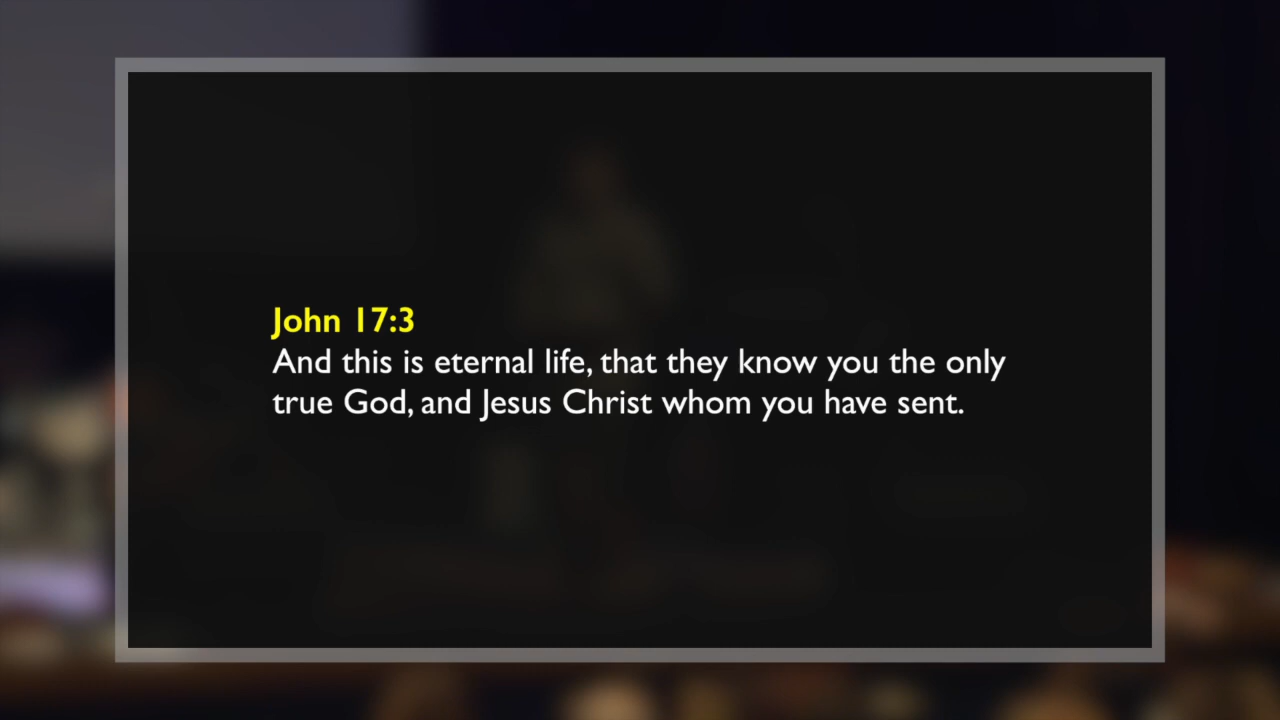 John 17:3
And this is eternal life, that they know you the only
true God, and Jesus Christ whom you have sent.